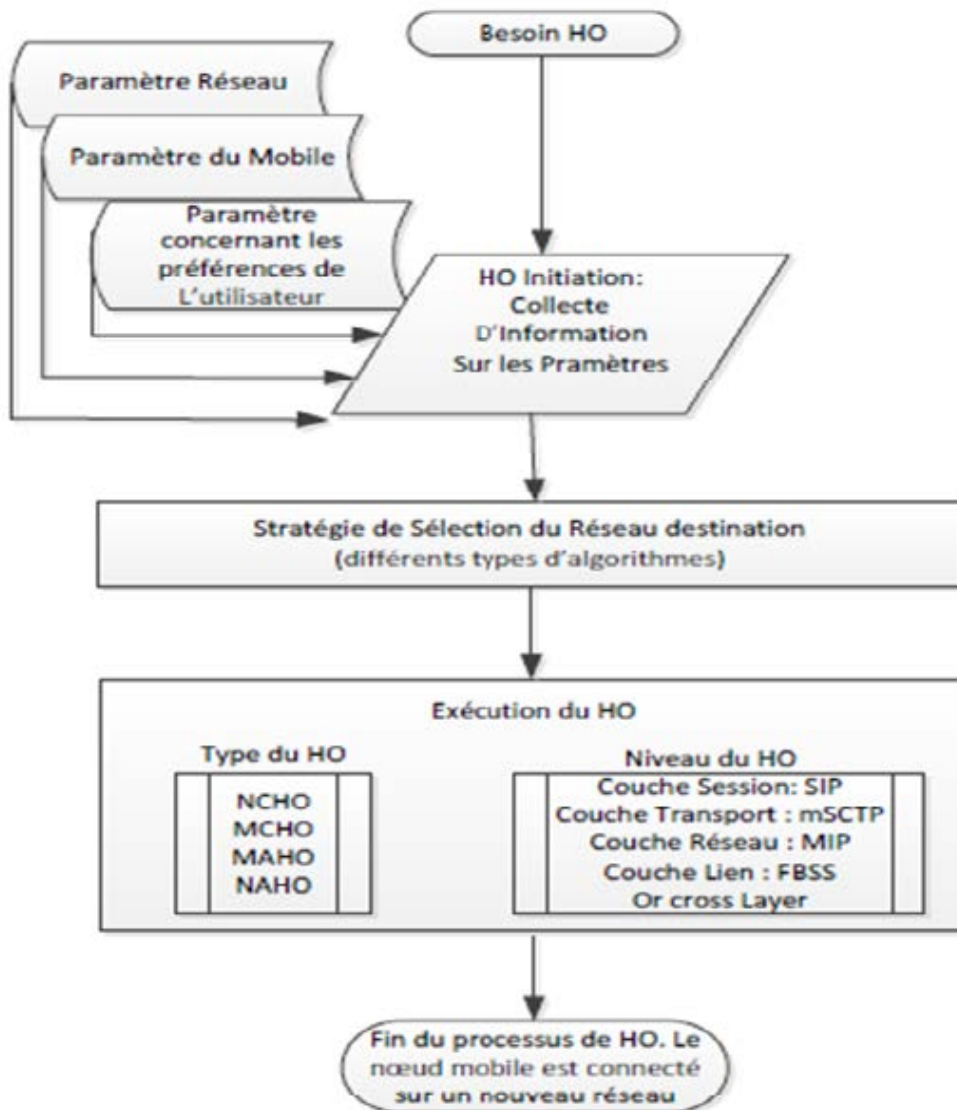 Besoin HO
Paramètre Réseau
Paramètre du Mobile
Paramètre
concernant les
préférences de
L'utilisateur
HO Initiation:
Collecte
D'Information
Sur les Pramètres
Stratégie de Sélection du Réseau destination
(différents types d'algorithmes)
Exécution du HO
Type du HO
NCHO
MCHO
MAHO
NAHO
Niveau du HO
Couche Session: SIP
Couche Transport : mSCTP
Couche Réseau : MIP
Couche Lien : FBSS
Or cross Layer
Fin du processus de HO. Le
nœud mobile est connecté
sur un nouveau réseau